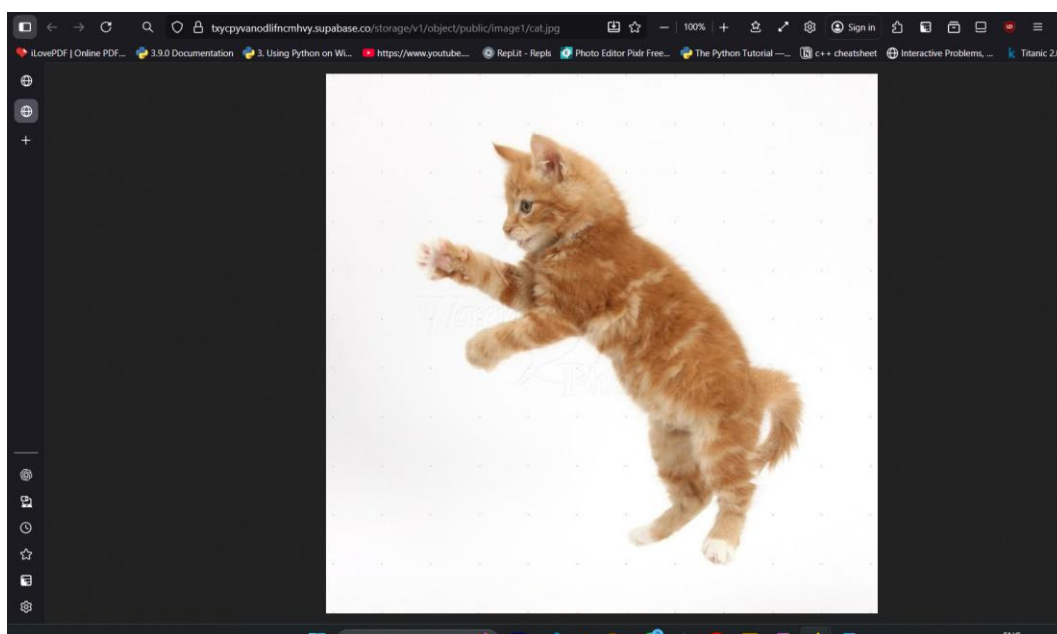 txycpyvanodlifncmhvy.supabase.co/storage/v1/object/public/image1/cat.jpg 100% Sign in
iLovePDF | Online PDF... 3.9.0 Documentation 3. Using Python on Wi... https://www.youtube.... Repl.it - Repls Photo Editor Pixlr Free... The Python Tutorial —... c++ cheatsheet Interactive Problems, ... Titanic 2.